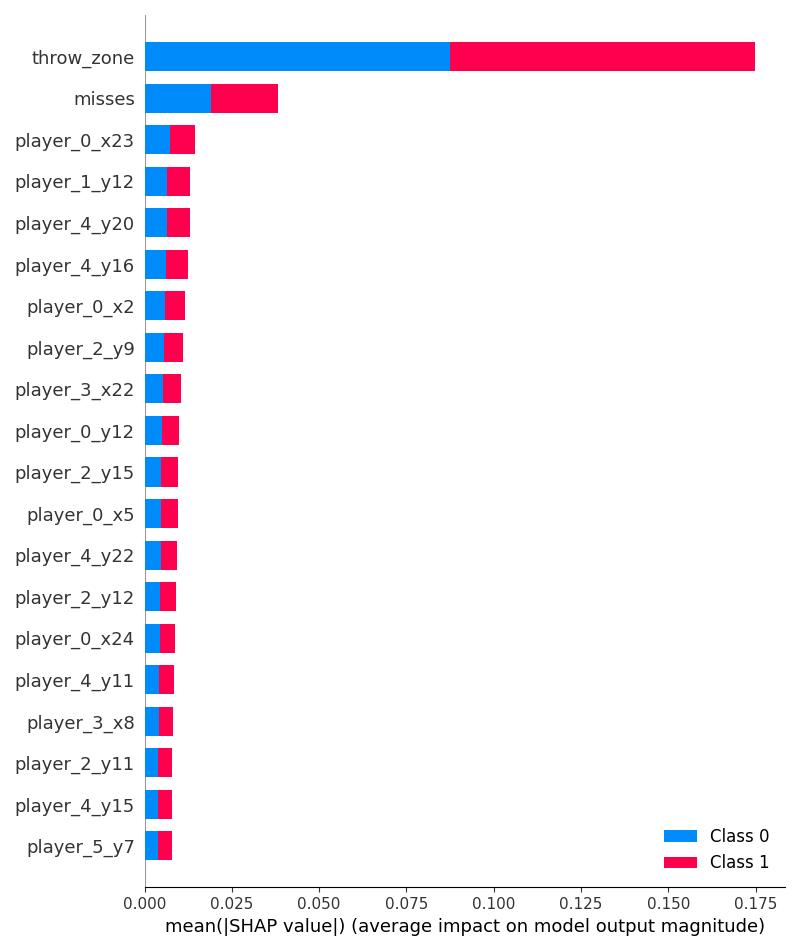 throw_zone
misses
player_0_x23
player_1_y12
player_4_y20
player_4_y16
player_0_x2
player_2_y9
player_3_x22
player_0_y12
player_2_y15
player_0_x5
player_4_y22
player_2_y12
player_0_x24
player_4_y11
player_3_x8
player_2_y11
player_4_y15
player_5_y7
Class 0
Class 1
0.000 0.025 0.050 0.075 0.100 0.125 0.150 0.175
mean(|SHAP value|) (average impact on model output magnitude)